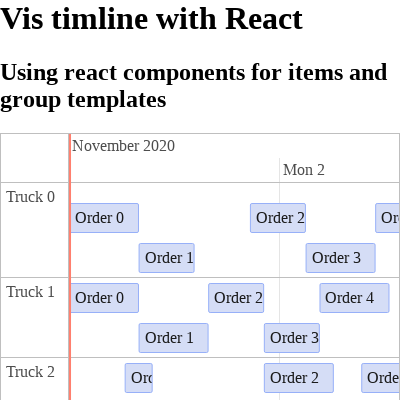 Vis timline with React
Using react components for items and
group templates
November 2020
Mon 2
Truck 0
Order 0
Order 2
Or
Order 1
Order 3
Truck 1
Order 0
Order 2
Order 4
Order 1
Order 3
Truck 2
Ord
Order 2
Orde